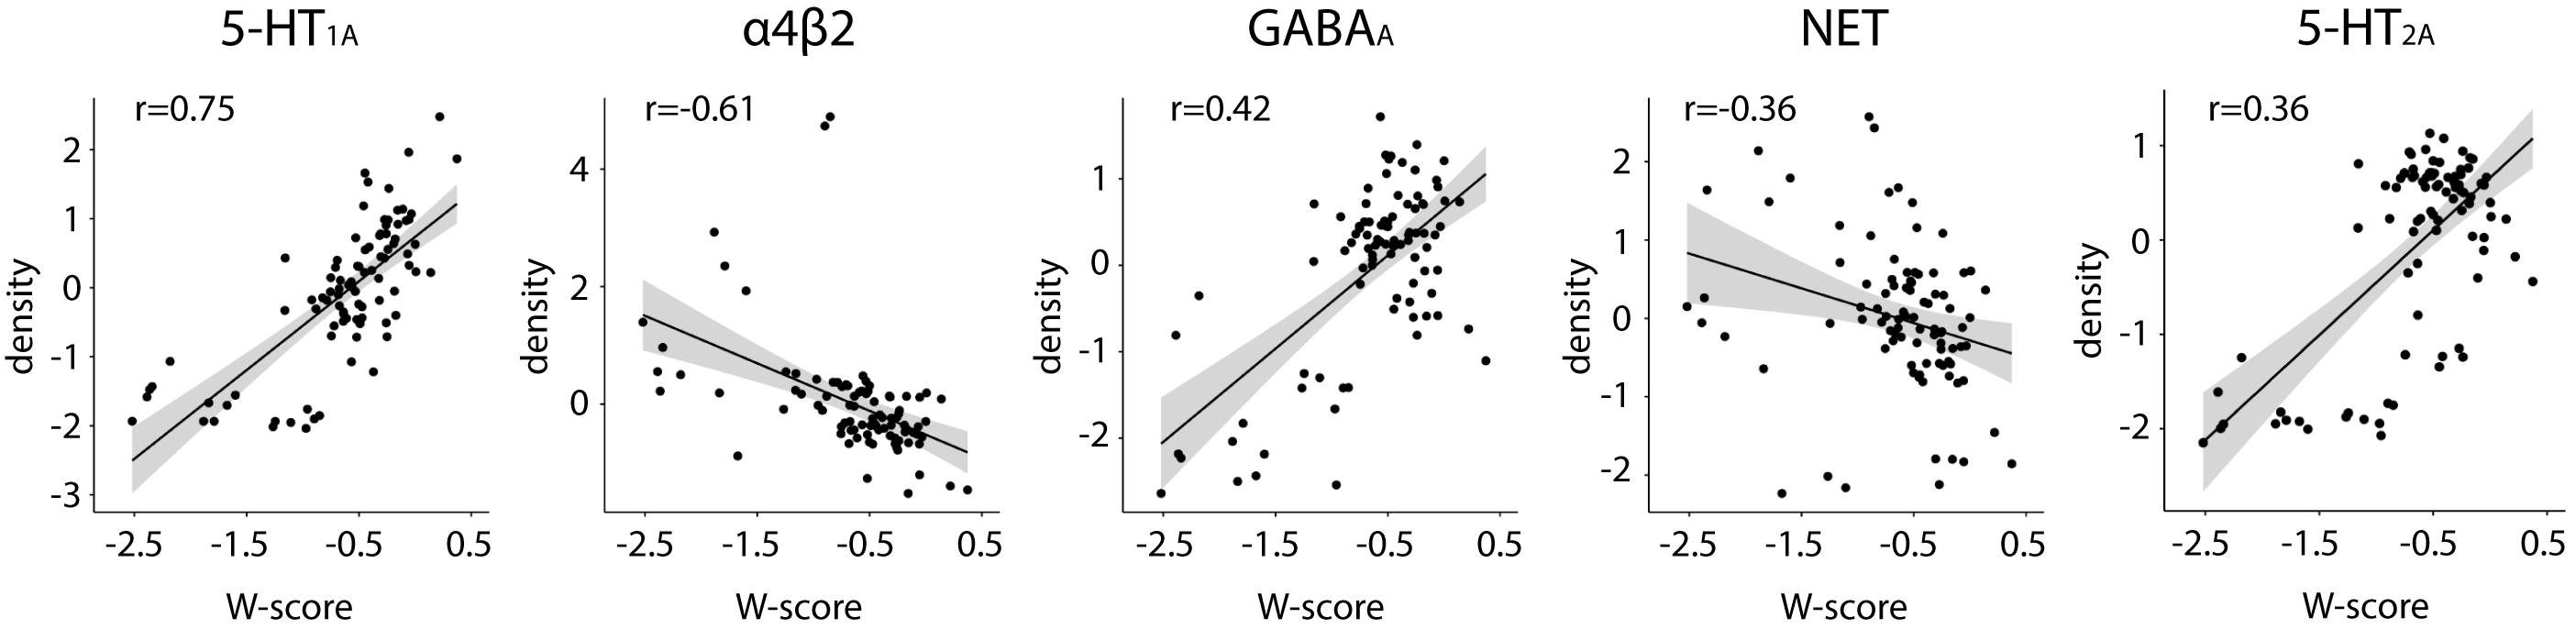 5-HT1A
r=0.75
density
2
1
0
-1
-2
-3
-2.5 -1.5 -0.5 0.5
W-score
α4β2
r=-0.61
density
4
2
0
-2.5 -1.5 -0.5 0.5
W-score
GABAA
r=0.42
density
1
0
-1
-2
-2.5 -1.5 -0.5 0.5
W-score
NET
r=-0.36
density
2
1
0
-1
-2
-2.5 -1.5 -0.5 0.5
W-score
5-HT2A
r=0.36
density
1
0
-1
-2
-2.5 -1.5 -0.5 0.5
W-score